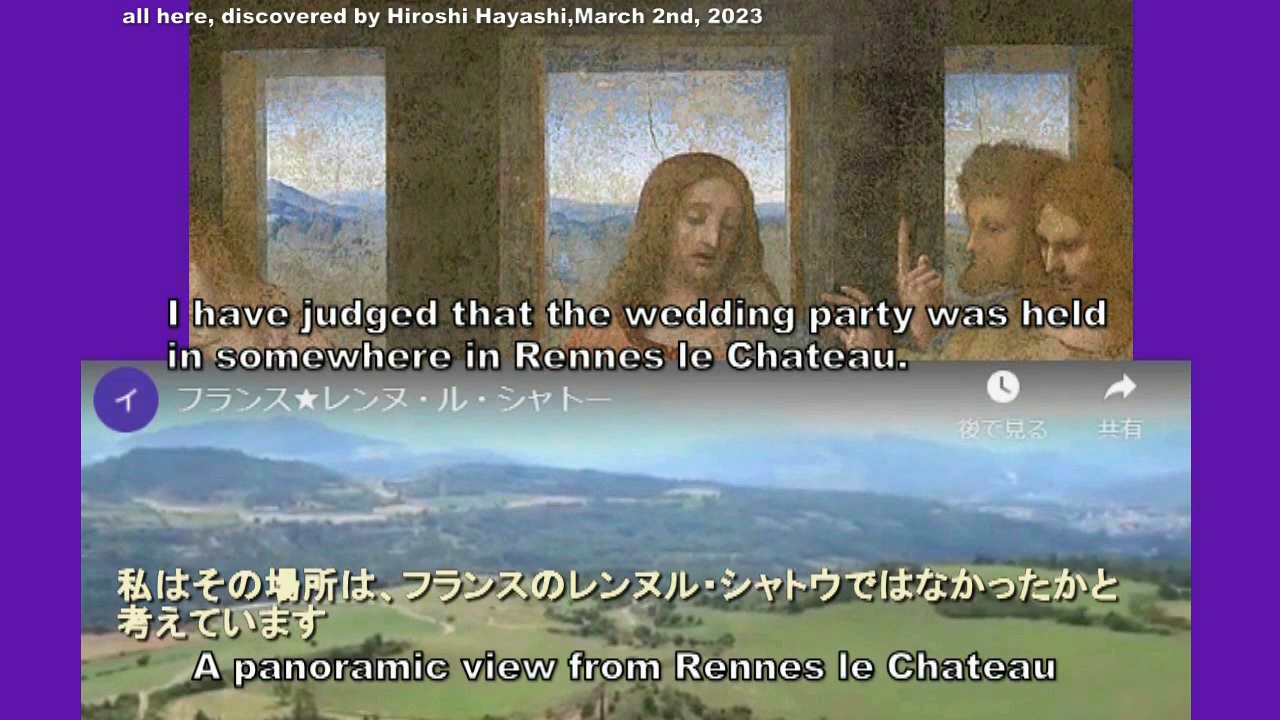 all here, discovered by Hiroshi Hayashi,March 2nd, 2023
I have judged that the wedding party was held
in somewhere in Rennes le Chateau.
イ
フランス★レンヌ・ル・シャトー
後で見る
共有
私はその場所は、フランスのレンヌル・シャトウではなかったかと
考えています
A panoramic view from Rennes le Chateau